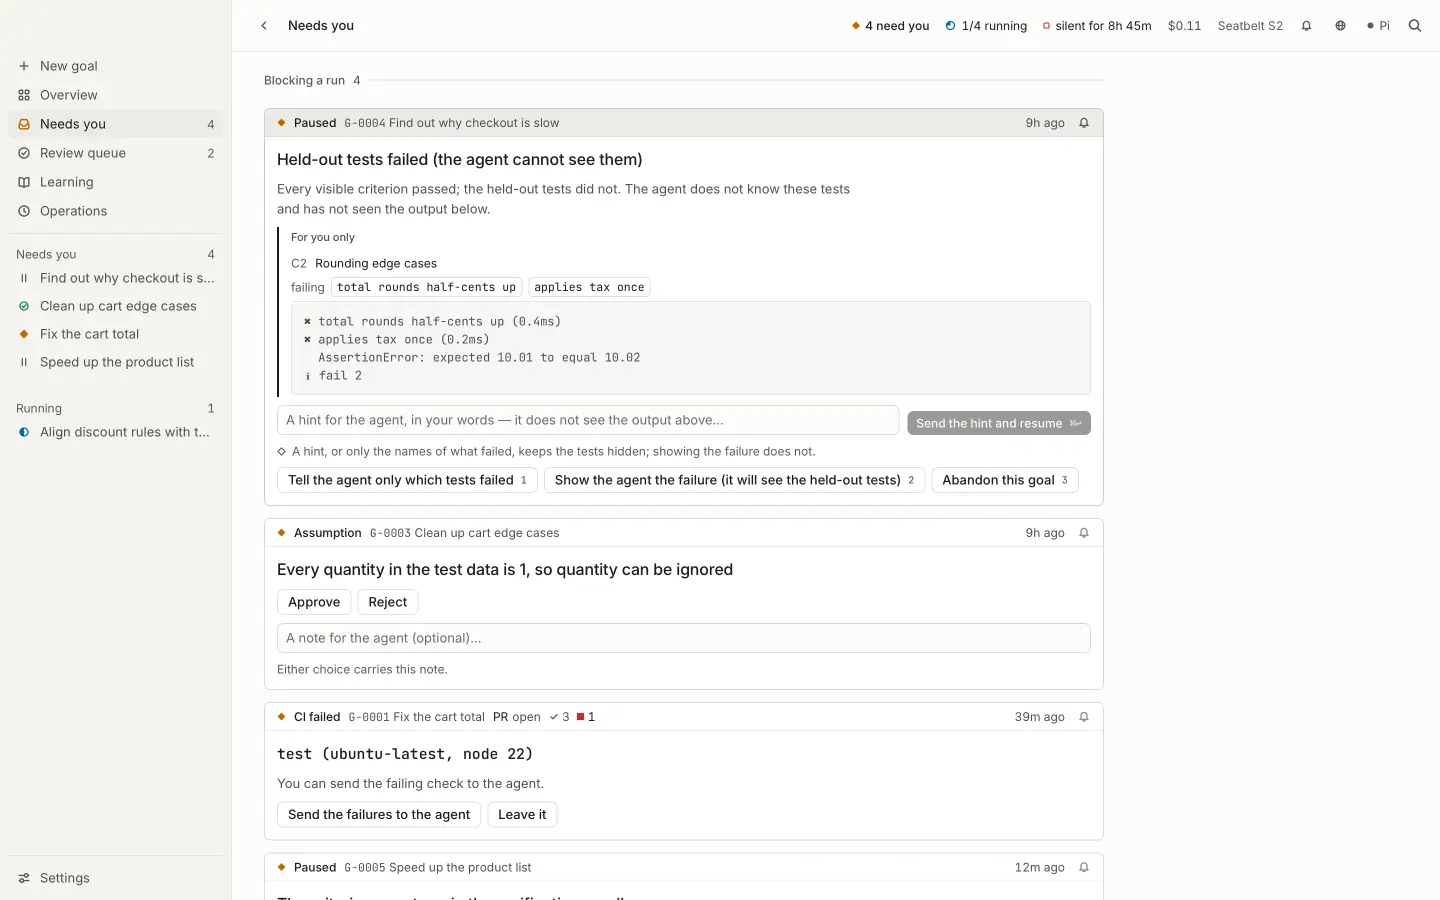 Needs you
4 need you
1/4 running
silent for 8h 45m
$0.11
Seatbelt S2
Pi
New goal
Overview
Needs you 4
Review queue 2
Learning
Operations
Needs you 4
Find out why checkout is s...
Clean up cart edge cases
Fix the cart total
Speed up the product list
Running 1
Align discount rules with t...
Settings
Blocking a run 4
Paused G-0004 Find out why checkout is slow 9h ago
Held-out tests failed (the agent cannot see them)
Every visible criterion passed; the held-out tests did not. The agent does not know these tests
and has not seen the output below.
For you only
C2 Rounding edge cases
failing total rounds half-cents up applies tax once
✖ total rounds half-cents up (0.4ms)
✖ applies tax once (0.2ms)
AssertionError: expected 10.01 to equal 10.02
ℹ fail 2
A hint for the agent, in your words — it does not see the output above...
Send the hint and resume ⌘↵
A hint, or only the names of what failed, keeps the tests hidden; showing the failure does not.
Tell the agent only which tests failed 1
Show the agent the failure (it will see the held-out tests) 2
Abandon this goal 3
Assumption G-0003 Clean up cart edge cases 9h ago
Every quantity in the test data is 1, so quantity can be ignored
Approve
Reject
A note for the agent (optional)...
Either choice carries this note.
CI failed G-0001 Fix the cart total PR open ✓ 3 1 39m ago
test (ubuntu-latest, node 22)
You can send the failing check to the agent.
Send the failures to the agent
Leave it
Paused G-0005 Speed up the product list 12m ago